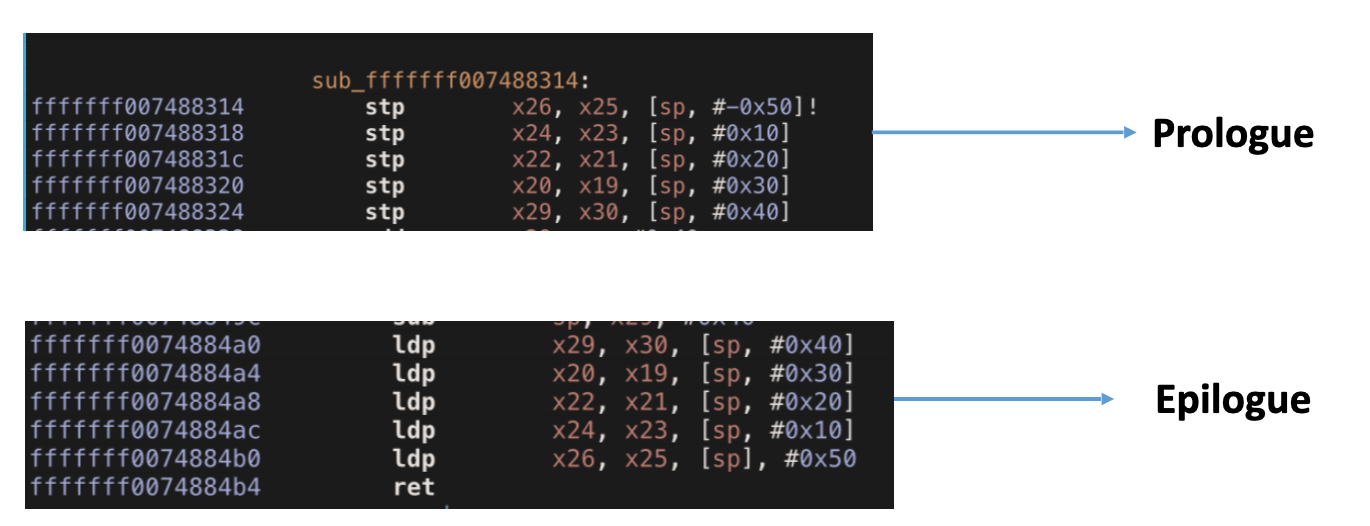 sub_fffffff007488314:
fffffff007488314 stp x26, x25, [sp, #-0x50]!
fffffff007488318 stp x24, x23, [sp, #0x10]
fffffff00748831c stp x22, x21, [sp, #0x20]
fffffff007488320 stp x20, x19, [sp, #0x30]
fffffff007488324 stp x29, x30, [sp, #0x40]
Prologue
fffffff0074884a0 ldp x29, x30, [sp, #0x40]
fffffff0074884a4 ldp x20, x19, [sp, #0x30]
fffffff0074884a8 ldp x22, x21, [sp, #0x20]
fffffff0074884ac ldp x24, x23, [sp, #0x10]
fffffff0074884b0 ldp x26, x25, [sp], #0x50
fffffff0074884b4 ret
Epilogue